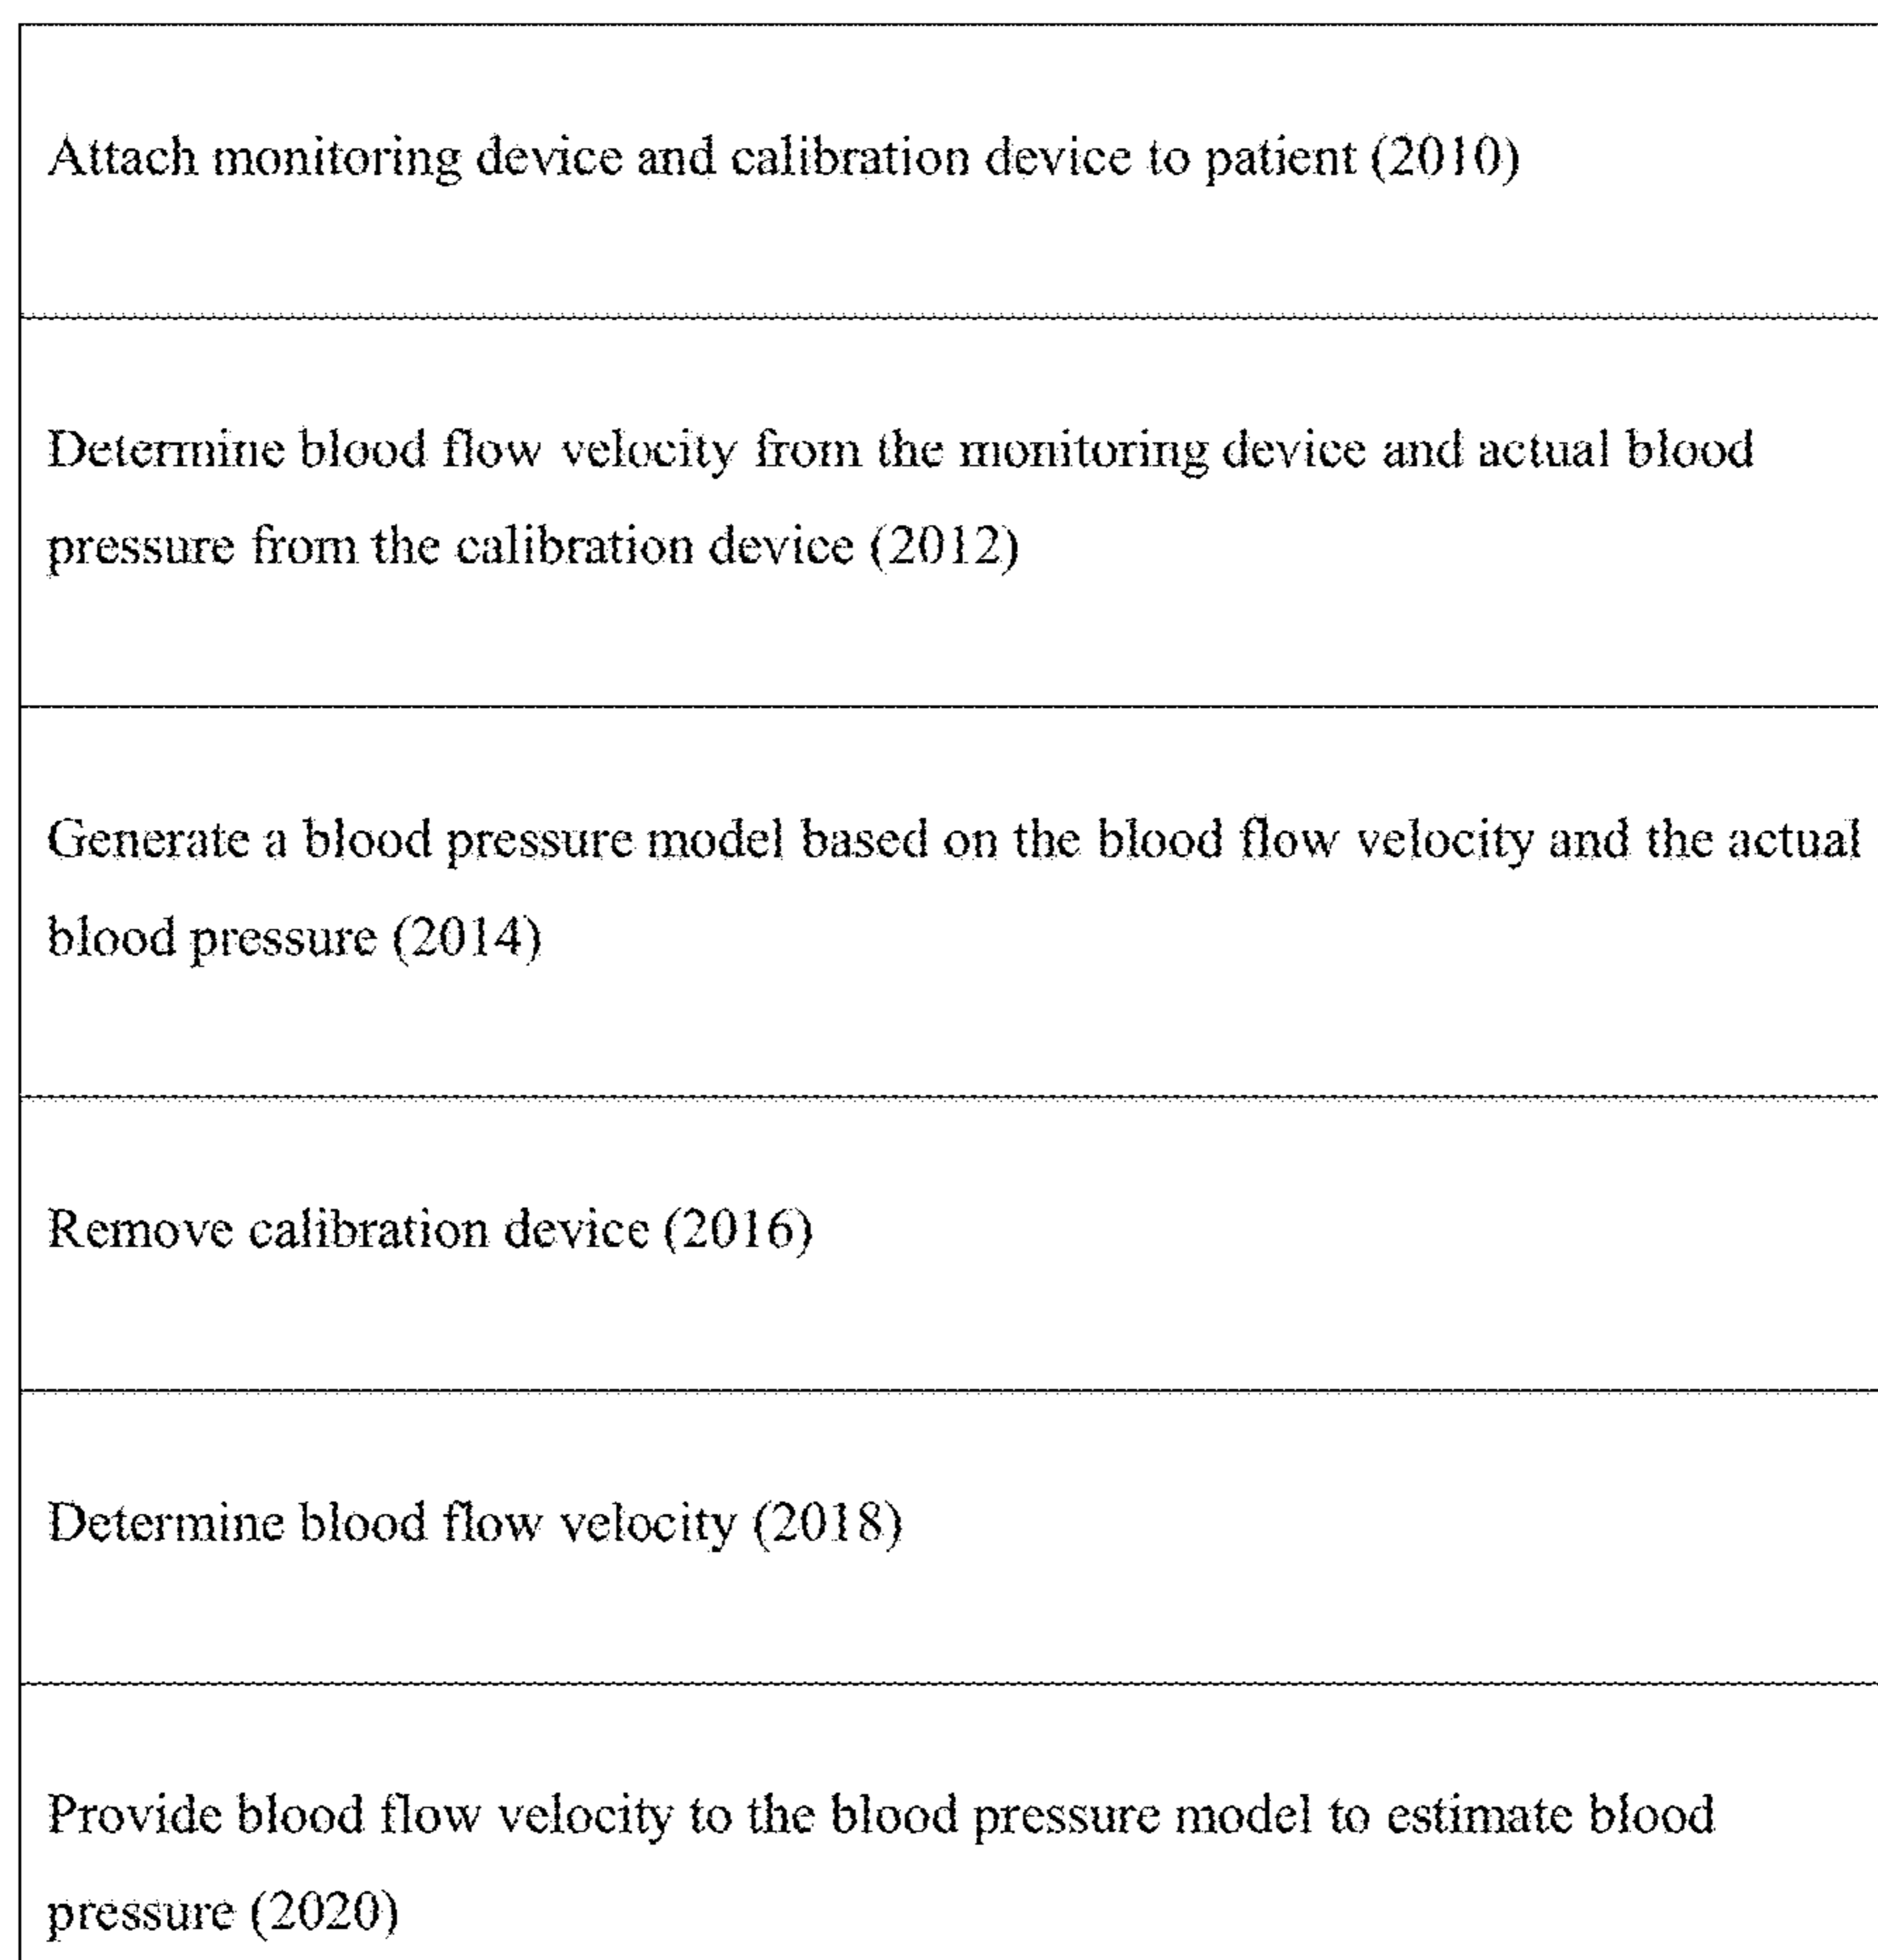 Attach monitoring device and calibration device to patient (2010)
Determine blood flow velocity from the monitoring device and actual blood
pressure from the calibration device (2012)
Generate a blood pressure model based on the blood flow velocity and the actual
blood pressure (2014)
Remove calibration device (2016)
Determine blood flow velocity (2018)
Provide blood flow velocity to the blood pressure model to estimate blood
pressure (2020)